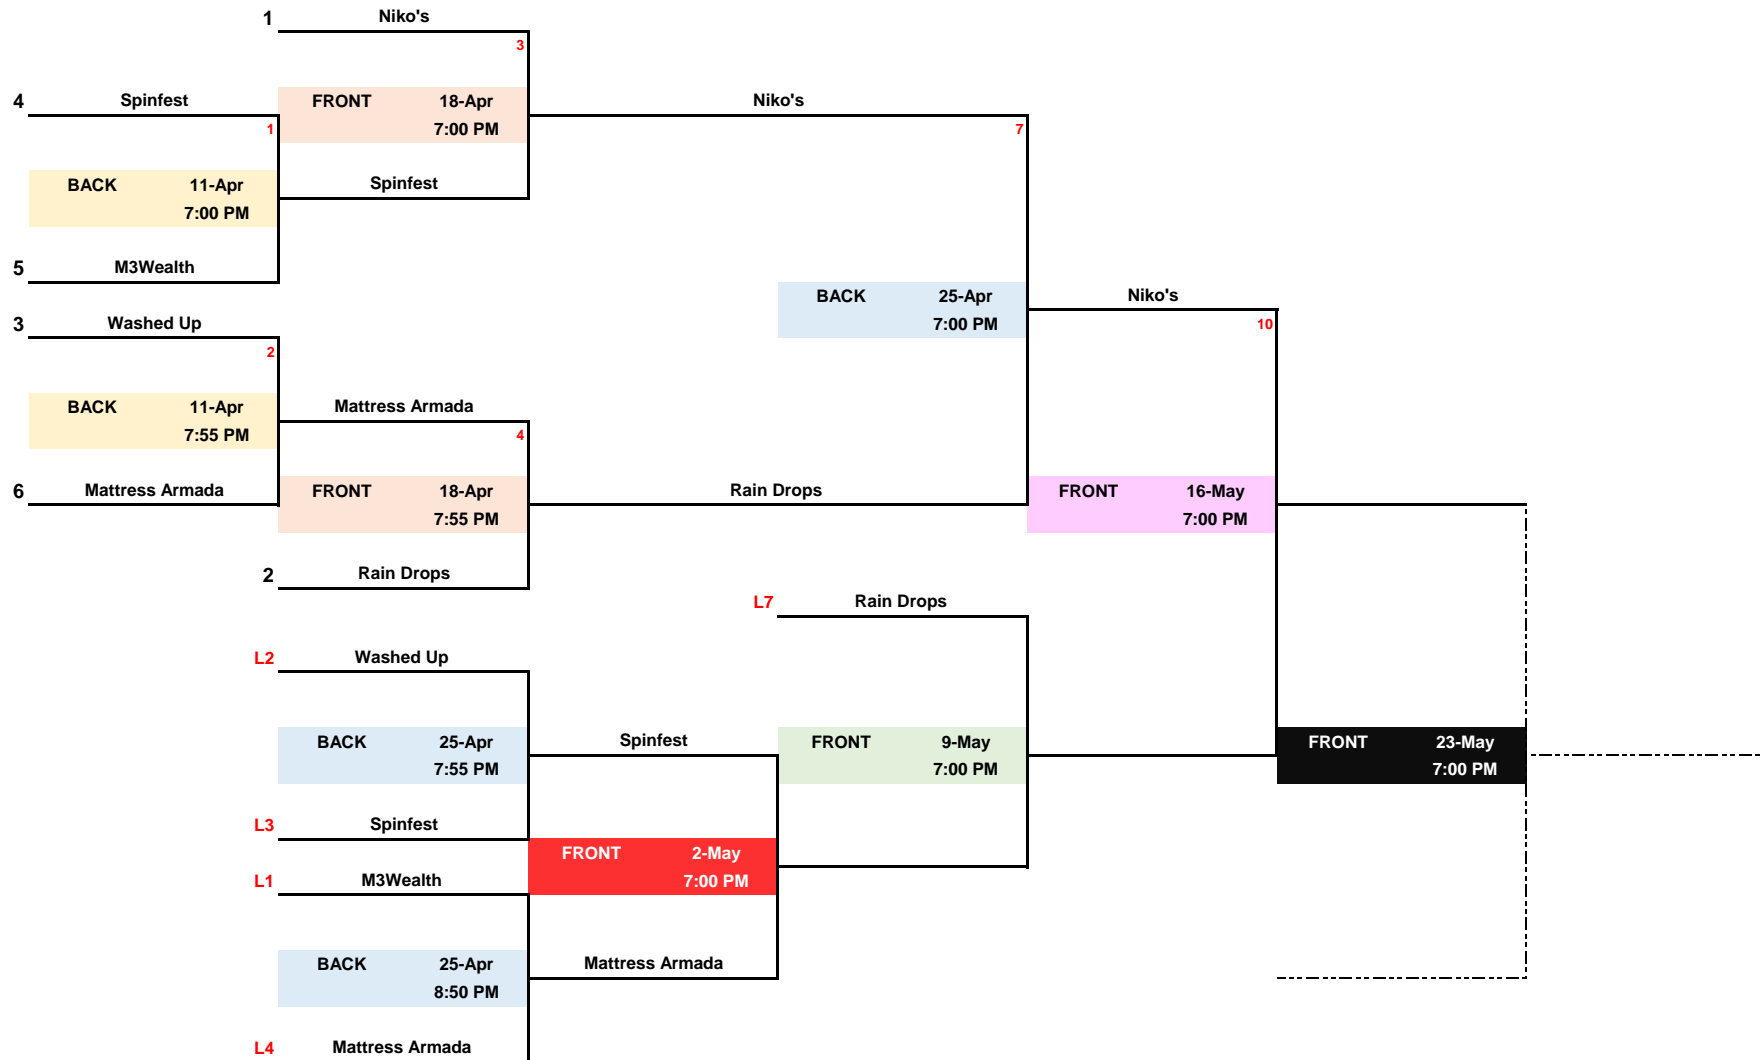 1 Niko's
3
4 Spinfest FRONT 18-Apr Niko's
1 7:00 PM 7
BACK 11-Apr Spinfest
7:00 PM
5 M3Wealth
BACK 25-Apr Niko's
3 Washed Up 7:00 PM 10
2
BACK 11-Apr Mattress Armada
7:55 PM 4
6 Mattress Armada FRONT 18-Apr Rain Drops FRONT 16-May
7:55 PM 7:00 PM
2 Rain Drops
L7 Rain Drops
L2 Washed Up
BACK 25-Apr Spinfest FRONT 9-May FRONT 23-May
7:55 PM 7:00 PM 7:00 PM
L3 Spinfest
FRONT 2-May
L1 M3Wealth 7:00 PM
BACK 25-Apr Mattress Armada
8:50 PM
L4 Mattress Armada